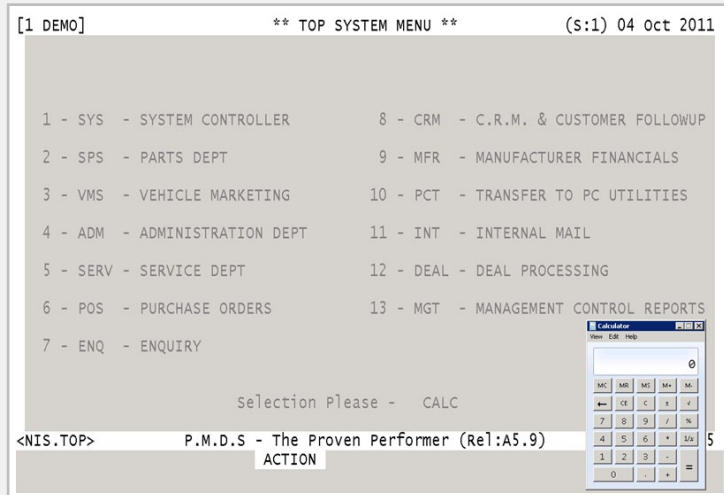 [1 DEMO] ** TOP SYSTEM MENU ** (S:1) 04 Oct 2011
1 - SYS - SYSTEM CONTROLLER 8 - CRM - C.R.M. & CUSTOMER FOLLOWUP
2 - SPS - PARTS DEPT 9 - MFR - MANUFACTURER FINANCIALS
3 - VMS - VEHICLE MARKETING 10 - PCT - TRANSFER TO PC UTILITIES
4 - ADM - ADMINISTRATION DEPT 11 - INT - INTERNAL MAIL
5 - SERV - SERVICE DEPT 12 - DEAL - DEAL PROCESSING
6 - POS - PURCHASE ORDERS 13 - MGT - MANAGEMENT CONTROL REPORTS
7 - ENQ - ENQUIRY
Selection Please - CALC
<NIS.TOP> P.M.D.S - The Proven Performer (Rel:A5.9) 5
ACTION
Calculator
View Edit Help
0
MC MR MS M+ M-
← CE C ± √
7 8 9 / %
4 5 6 * 1/x
1 2 3 - =
0 . +